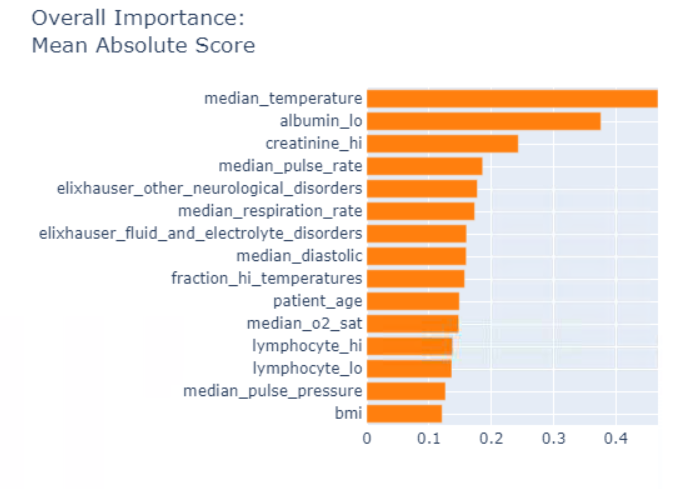 Overall Importance:
Mean Absolute Score
median_temperature
albumin_lo
creatinine_hi
median_pulse_rate
elixhauser_other_neurological_disorders
median_respiration_rate
elixhauser_fluid_and_electrolyte_disorders
median_diastolic
fraction_hi_temperatures
patient_age
median_o2_sat
lymphocyte_hi
lymphocyte_lo
median_pulse_pressure
bmi
0 0.1 0.2 0.3 0.4